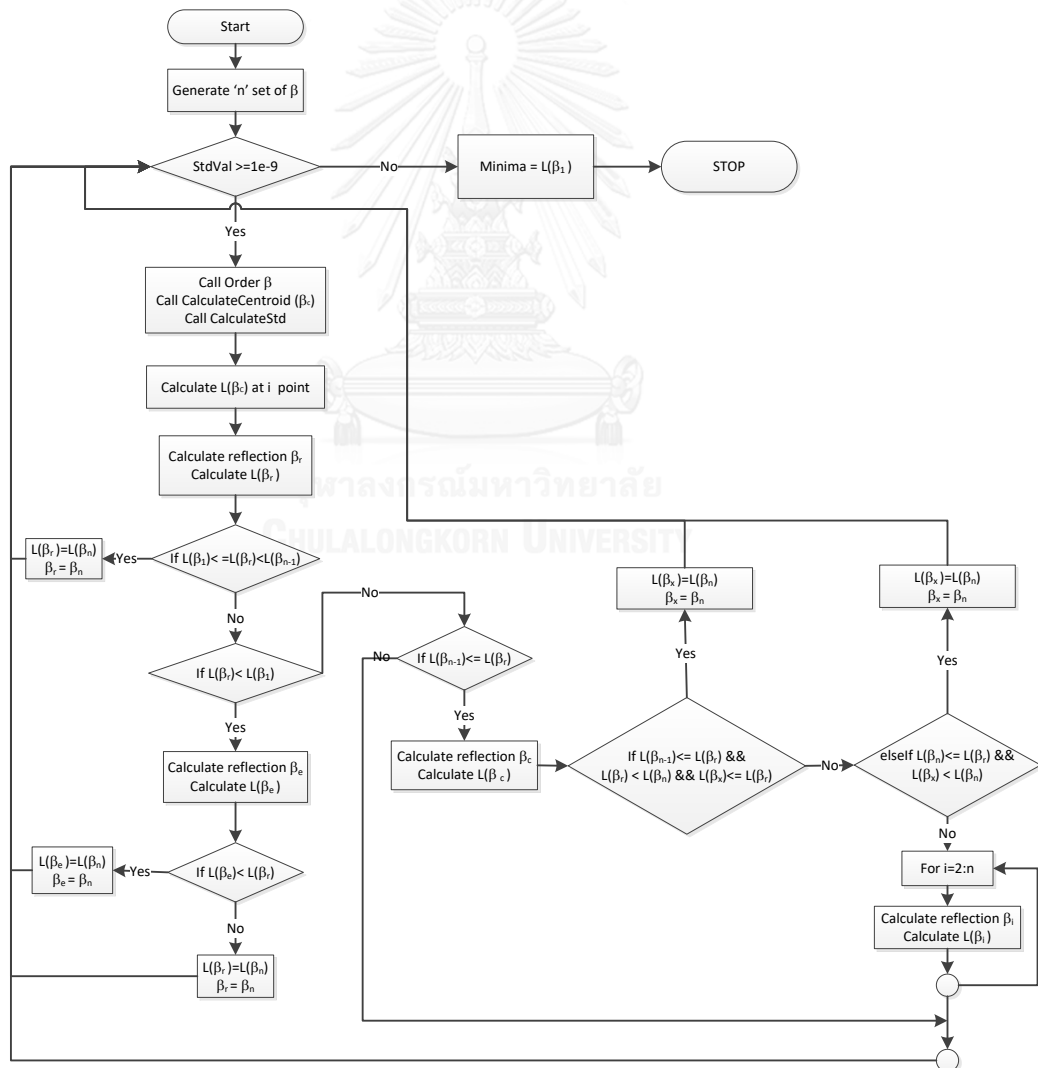 Start
Generate ‘n’ set of β
StdVal >=1e-9
No
Minima = L(β₁)
STOP
Yes
Call Order β
Call CalculateCentroid (β꜀)
Call CalculateStd
Calculate L(β꜀) at i point
Calculate reflection βᵣ
Calculate L(βᵣ)
จุฬาลงกรณ์มหาวิทยาลัย
CHULALONGKORN UNIVERSITY
If L(β₁)< =L(βᵣ)<L(βₙ₋₁)
Yes
L(βᵣ)=L(βₙ)
βᵣ = βₙ
No
If L(βᵣ)< L(β₁)
No
If L(βₙ₋₁)<= L(βᵣ)
No
Yes
Calculate reflection β꜀
Calculate L(β ꜀)
If L(βₙ₋₁)<= L(βᵣ) &&
L(βᵣ) < L(βₙ) && L(βₓ)<= L(βᵣ)
Yes
L(βₓ)=L(βₙ)
βₓ = βₙ
No
elseIf L(βₙ)<= L(βᵣ) &&
L(βₓ) < L(βₙ)
Yes
L(βₓ)=L(βₙ)
βₓ = βₙ
No
For i=2:n
Calculate reflection βᵢ
Calculate L(βᵢ)
Yes
Calculate reflection βₑ
Calculate L(βₑ)
If L(βₑ)< L(βᵣ)
Yes
L(βₑ)=L(βₙ)
βₑ = βₙ
No
L(βᵣ)=L(βₙ)
βᵣ = βₙ